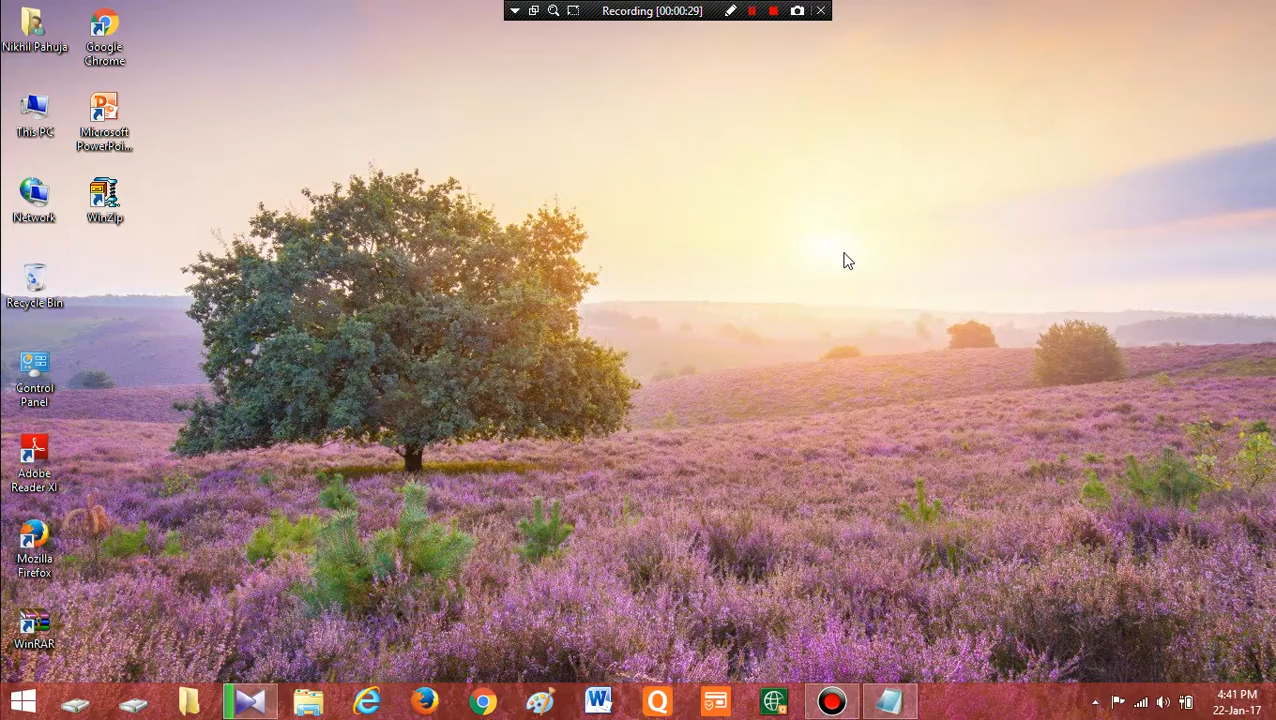 Recording [00:00:29]
Nikhil Pahuja
Google
Chrome
This PC
Microsoft
PowerPoi...
Network
WinZip
Recycle Bin
Control
Panel
Adobe
Reader XI
Mozilla
Firefox
WinRAR
4:41 PM
22-Jan-17